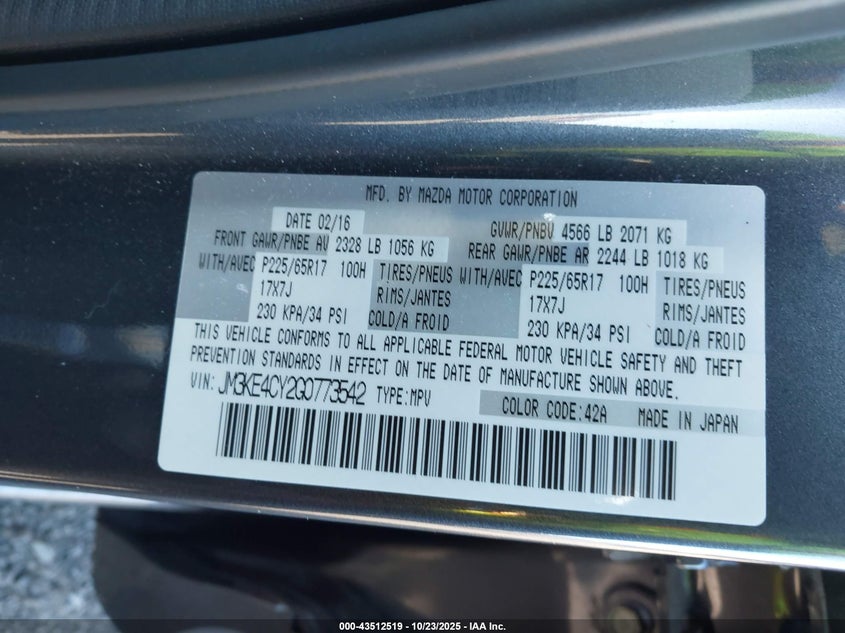 MFD. BY MAZDA MOTOR CORPORATION
DATE 02/16 GVWR/PNBV 4566 LB 2071 KG
FRONT GAWR/PNBE AV 2328 LB 1056 KG REAR GAWR/PNBE AR 2244 LB 1018 KG
WITH/AVEC P225/65R17 100H TIRES/PNEUS WITH/AVEC P225/65R17 100H TIRES/PNEUS
17X7J RIMS/JANTES 17X7J RIMS/JANTES
230 KPA/34 PSI COLD/A FROID 230 KPA/34 PSI COLD/A FROID
THIS VEHICLE CONFORMS TO ALL APPLICABLE FEDERAL MOTOR VEHICLE SAFETY AND THEFT
PREVENTION STANDARDS IN EFFECT ON THE DATE OF MANUFACTURE SHOWN ABOVE.
VIN: JM3KE4CY2G0773542 TYPE:MPV
COLOR CODE:42A MADE IN JAPAN
000-43512519 - 10/23/2025 - IAA Inc.